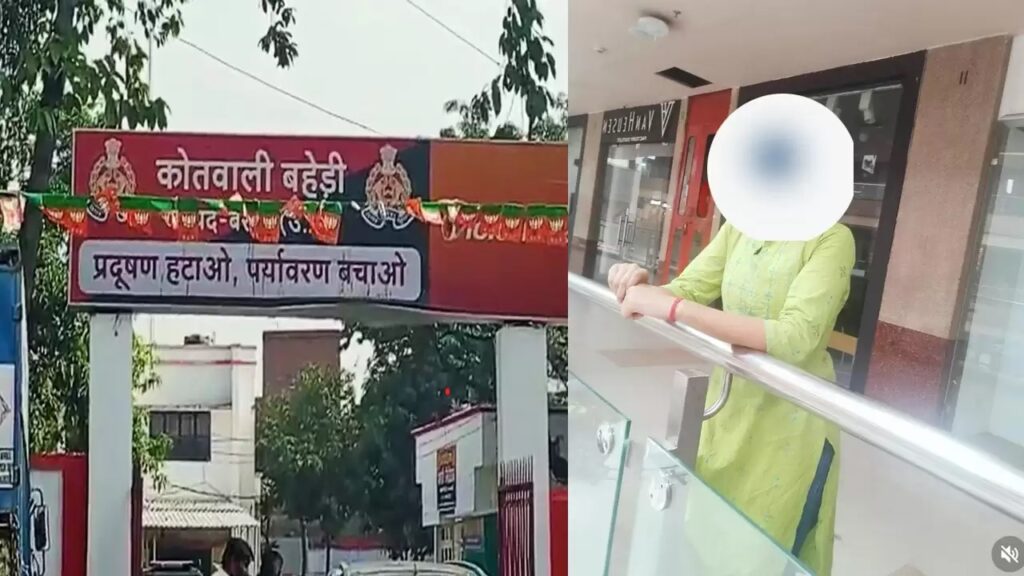 कोतवाली बहेड़ी
प्रदूषण हटाओ, पर्यावरण बचाओ
VANHEUSEN